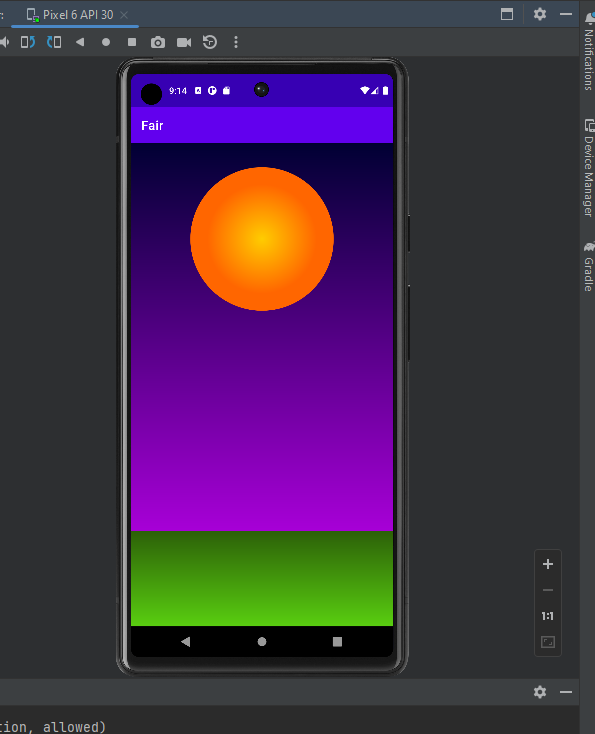 :
Pixel 6 API 30
9:14
Fair
Notifications
Device Manager
Gradle
1:1
tion, allowed)